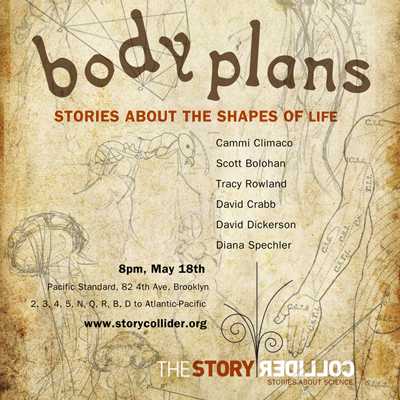 body plans
STORIES ABOUT THE SHAPES OF LIFE
Cammi Climaco
Scott Bolohan
Tracy Rowland
David Crabb
David Dickerson
Diana Spechler
8pm, May 18th
Pacific Standard, 82 4th Ave, Brooklyn
2, 3, 4, 5, N, Q, R, B, D to Atlantic-Pacific
www.storycollider.org
THE STORY COLLIDER
STORIES ABOUT SCIENCE